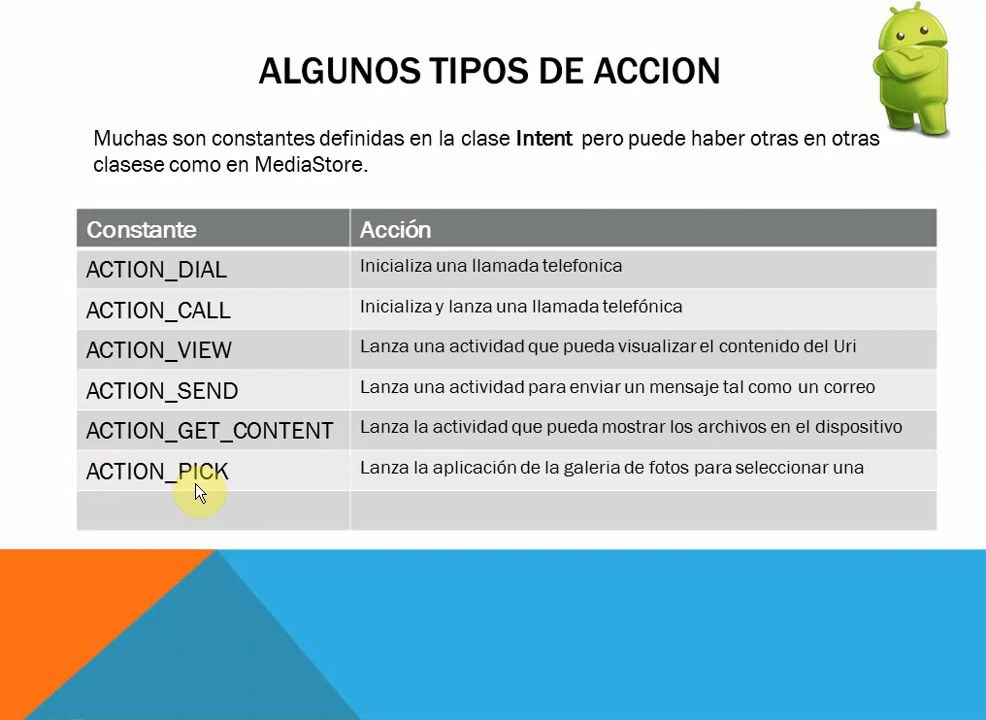 ALGUNOS TIPOS DE ACCION
Muchas son constantes definidas en la clase Intent pero puede haber otras en otras
clasese como en MediaStore.
Constante Acción
ACTION_DIAL Inicializa una llamada telefonica
ACTION_CALL Inicializa y lanza una llamada telefónica
ACTION_VIEW Lanza una actividad que pueda visualizar el contenido del Uri
ACTION_SEND Lanza una actividad para enviar un mensaje tal como un correo
ACTION_GET_CONTENT Lanza la actividad que pueda mostrar los archivos en el dispositivo
ACTION_PICK Lanza la aplicación de la galeria de fotos para seleccionar una